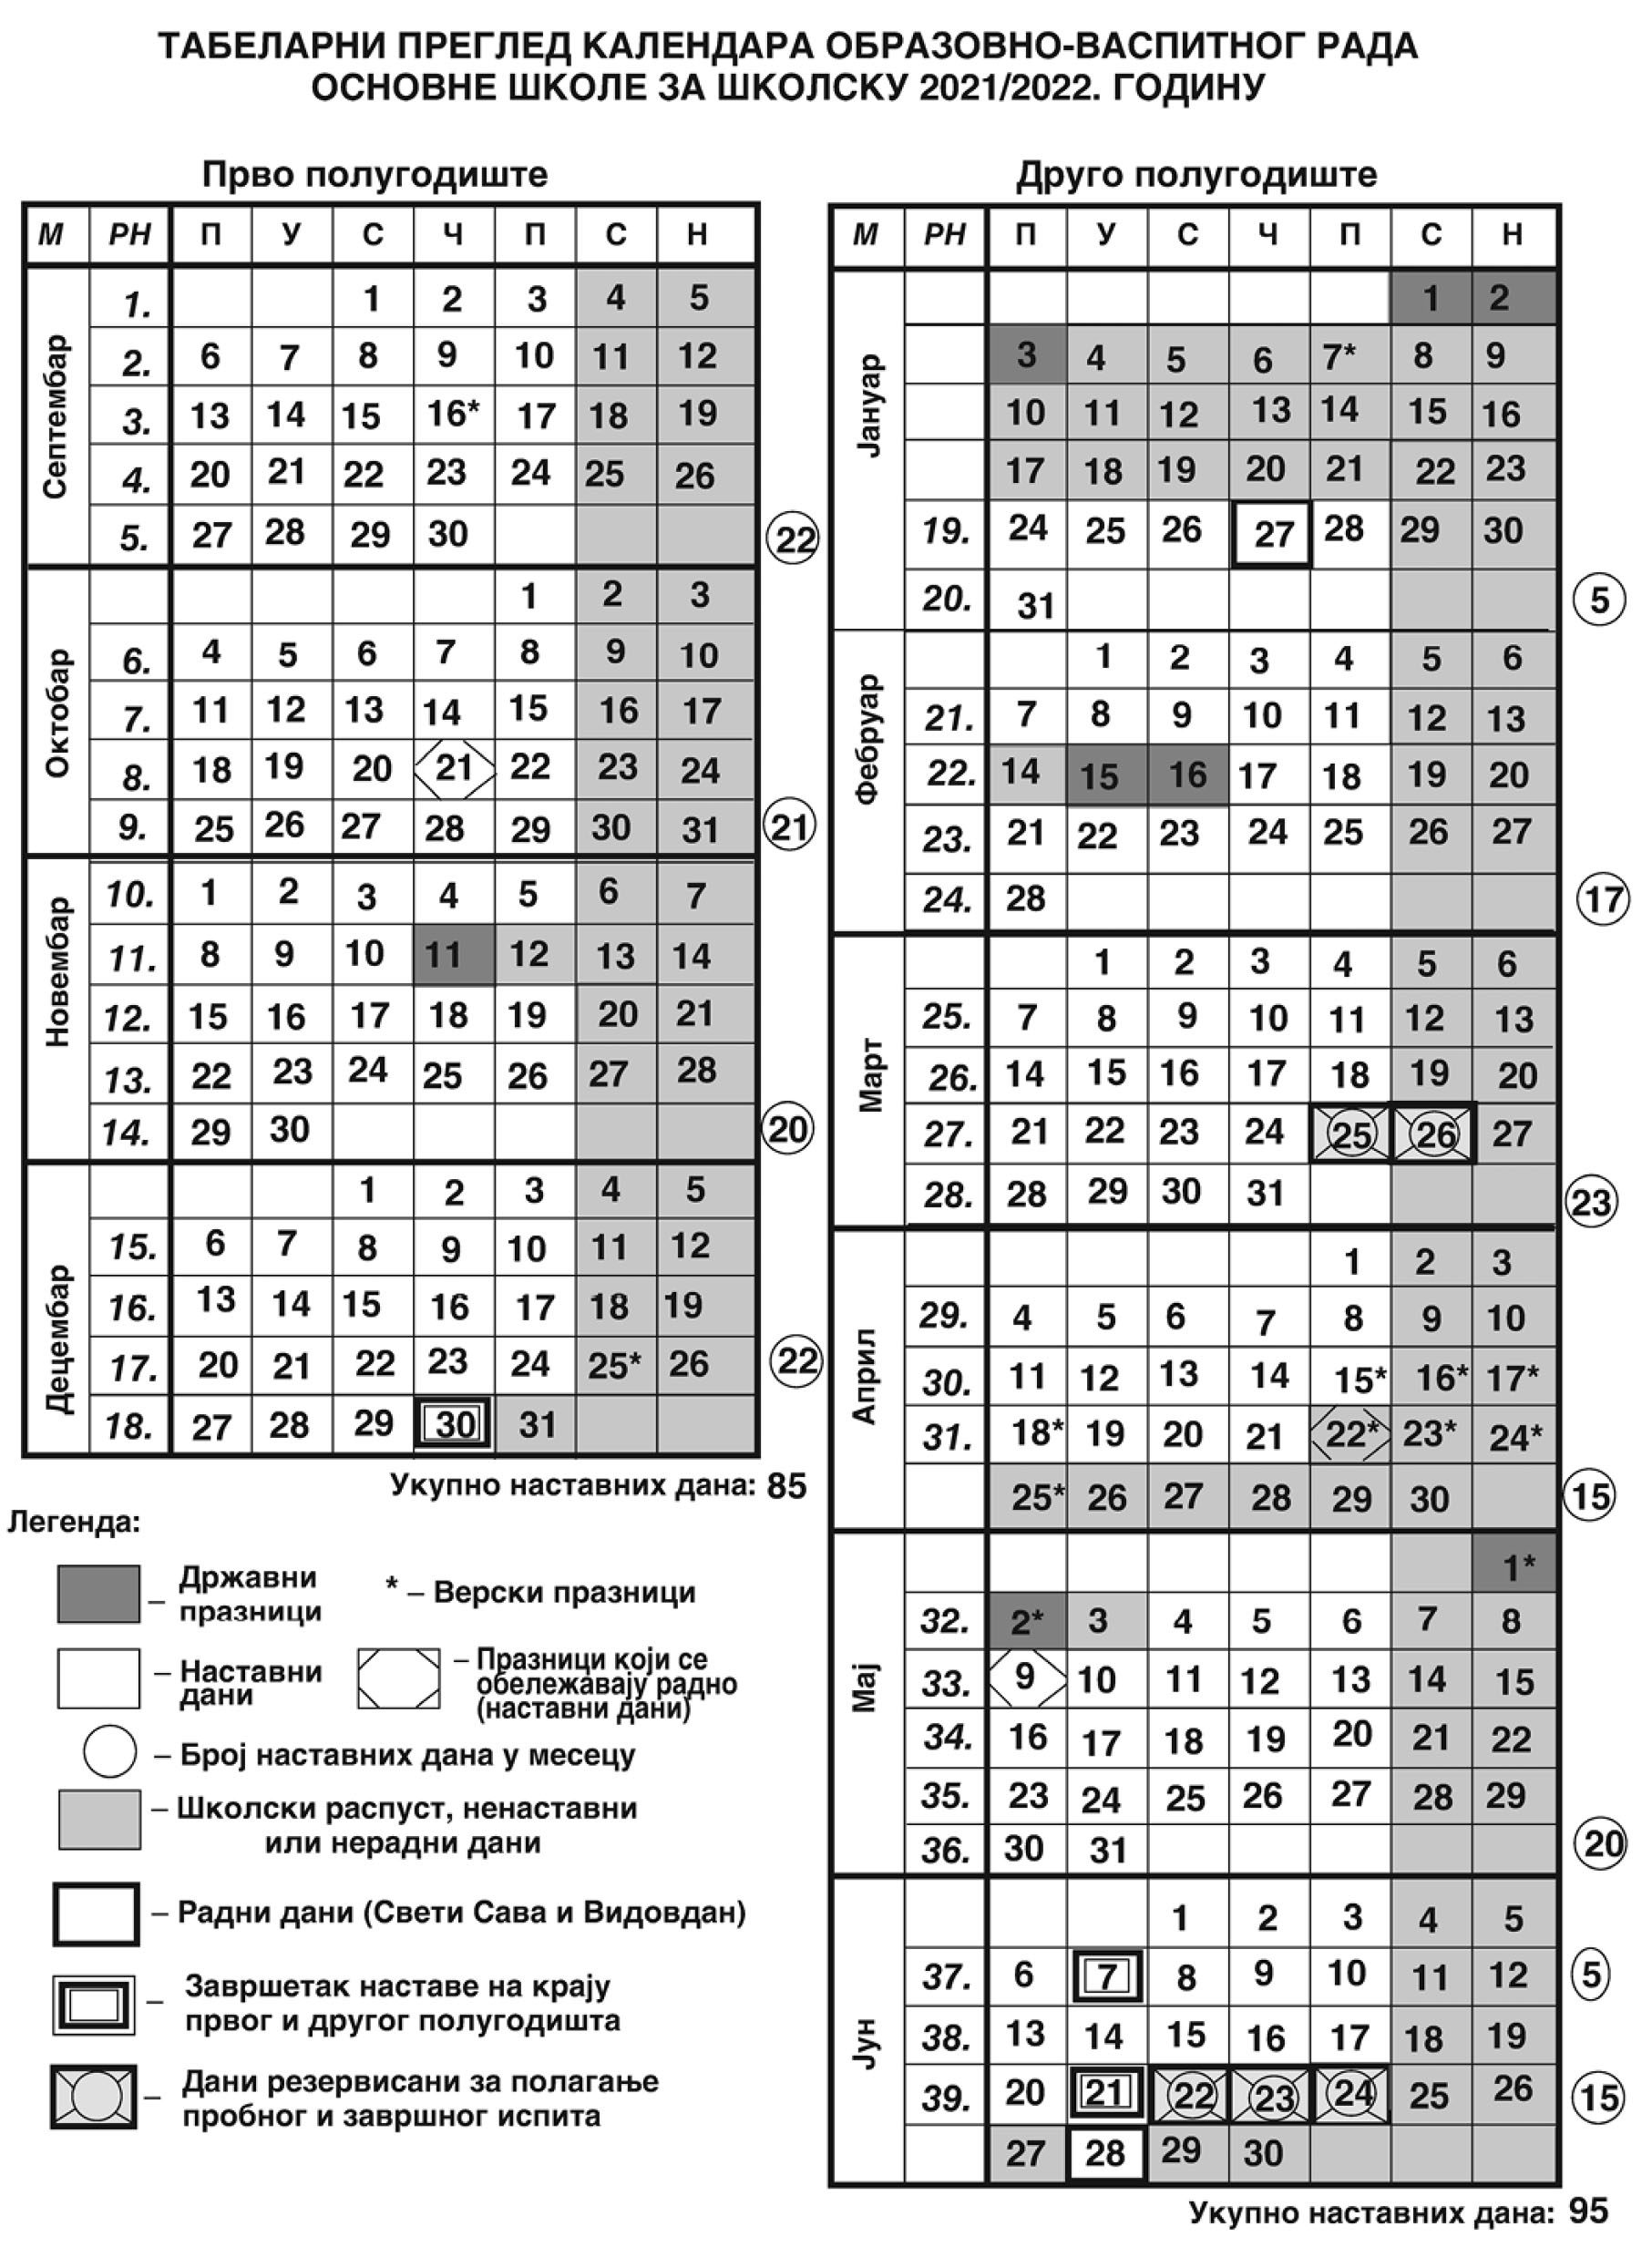 ТАБЕЛАРНИ ПРЕГЛЕД КАЛЕНДАРА ОБРАЗОВНО-ВАСПИТНОГ РАДА
ОСНОВНЕ ШКОЛЕ ЗА ШКОЛСКУ 2021/2022. ГОДИНУ
Прво полугодиште
М РН П У С Ч П С Н
Септембар
1. 1 2 3 4 5
2. 6 7 8 9 10 11 12
3. 13 14 15 16* 17 18 19
4. 20 21 22 23 24 25 26
5. 27 28 29 30 22
Октобар
1 2 3
6. 4 5 6 7 8 9 10
7. 11 12 13 14 15 16 17
8. 18 19 20 21 22 23 24
9. 25 26 27 28 29 30 31 21
Новембар
10. 1 2 3 4 5 6 7
11. 8 9 10 11 12 13 14
12. 15 16 17 18 19 20 21
13. 22 23 24 25 26 27 28
14. 29 30 20
Децембар
1 2 3 4 5
15. 6 7 8 9 10 11 12
16. 13 14 15 16 17 18 19
17. 20 21 22 23 24 25* 26 22
18. 27 28 29 30 31
Укупно наставних дана: 85
Легенда:
– Државни
празници
* – Верски празници
– Наставни
дани
– Празници који се
обележавају радно
(наставни дани)
– Број наставних дана у месецу
– Школски распуст, ненаставни
или нерадни дани
– Радни дани (Свети Сава и Видовдан)
– Завршетак наставе на крају
првог и другог полугодишта
– Дани резервисани за полагање
пробног и завршног испита
Друго полугодиште
М РН П У С Ч П С Н
Јануар
1 2
3 4 5 6 7* 8 9
10 11 12 13 14 15 16
17 18 19 20 21 22 23
19. 24 25 26 27 28 29 30
20. 31 5
Фебруар
1 2 3 4 5 6
21. 7 8 9 10 11 12 13
22. 14 15 16 17 18 19 20
23. 21 22 23 24 25 26 27
24. 28 17
Март
1 2 3 4 5 6
25. 7 8 9 10 11 12 13
26. 14 15 16 17 18 19 20
27. 21 22 23 24 25 26 27
28. 28 29 30 31 23
Април
1 2 3
29. 4 5 6 7 8 9 10
30. 11 12 13 14 15* 16* 17*
31. 18* 19 20 21 22* 23* 24*
25* 26 27 28 29 30 15
Мај
1*
32. 2* 3 4 5 6 7 8
33. 9 10 11 12 13 14 15
34. 16 17 18 19 20 21 22
35. 23 24 25 26 27 28 29
36. 30 31 20
Јун
1 2 3 4 5
37. 6 7 8 9 10 11 12 5
38. 13 14 15 16 17 18 19
39. 20 21 22 23 24 25 26 15
27 28 29 30
Укупно наставних дана: 95